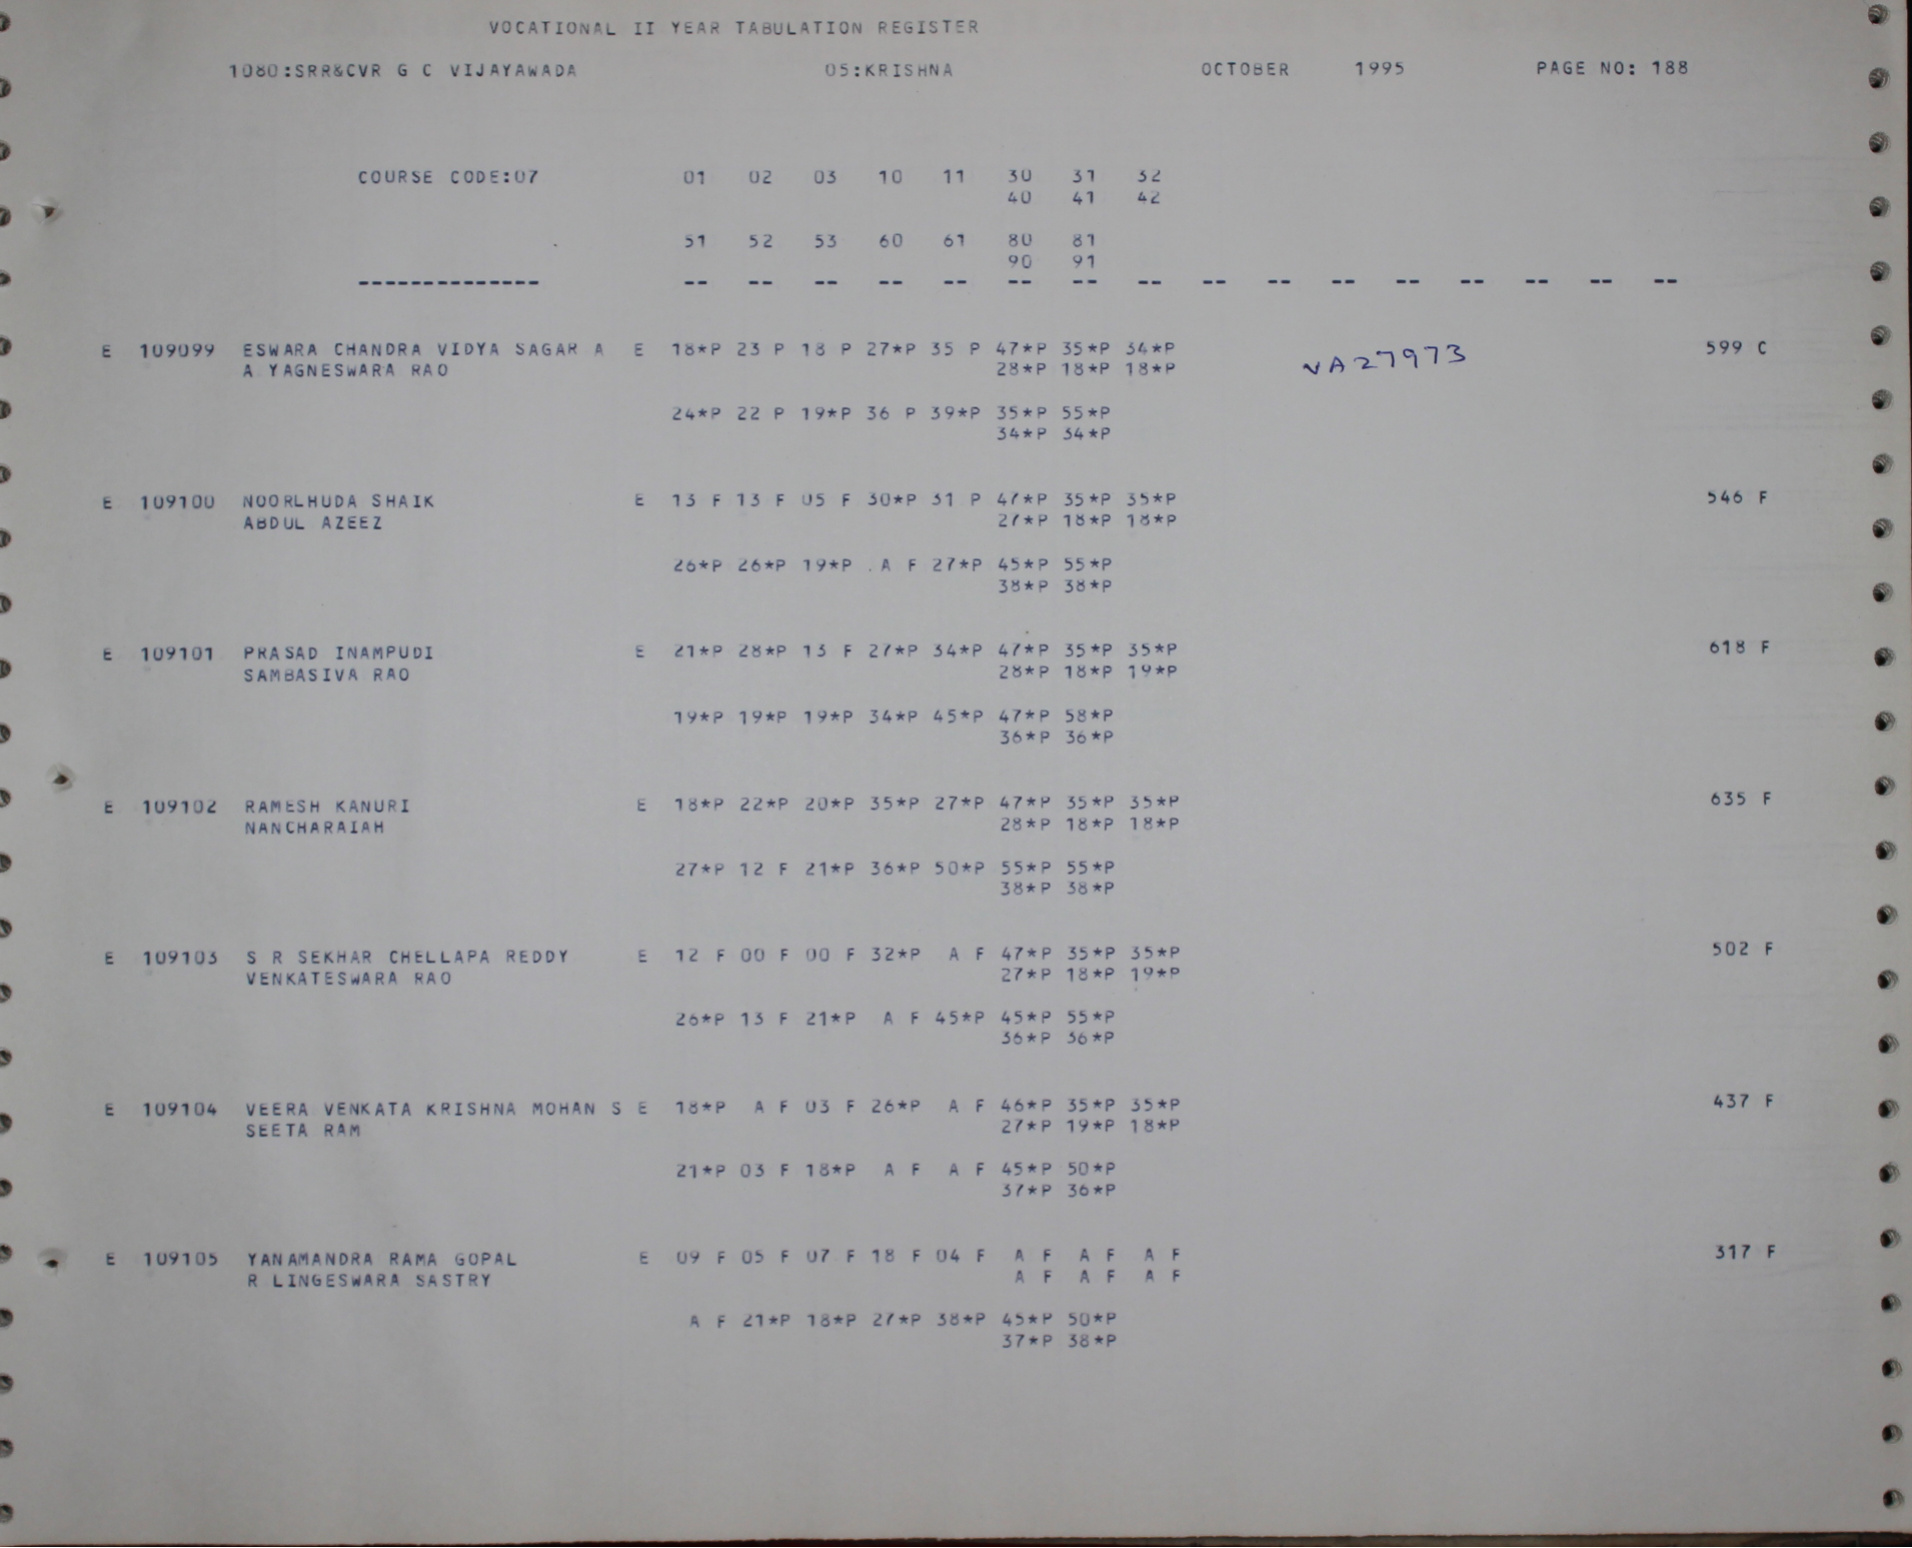 VOCATIONAL II YEAR TABULATION REGISTER
1080:SRR&CVR G C VIJAYAWADA 05:KRISHNA OCTOBER 1995 PAGE NO: 188
COURSE CODE:07 01 02 03 10 11 30 31 32
40 41 42
51 52 53 60 61 80 81
90 91
-------------- -- -- -- -- -- -- -- -- -- -- -- -- -- -- -- --
E 109099 ESWARA CHANDRA VIDYA SAGAR A E 18*P 23 P 18 P 27*P 35 P 47*P 35*P 34*P 599 C
A YAGNESWARA RAO 28*P 18*P 18*P VA27973
24*P 22 P 19*P 36 P 39*P 35*P 55*P
34*P 34*P
E 109100 NOORLHUDA SHAIK E 13 F 13 F 05 F 30*P 31 P 47*P 35*P 35*P 546 F
ABDUL AZEEZ 27*P 18*P 18*P
26*P 26*P 19*P A F 27*P 45*P 55*P
38*P 38*P
E 109101 PRASAD INAMPUDI E 21*P 28*P 13 F 27*P 34*P 47*P 35*P 35*P 618 F
SAMBASIVA RAO 28*P 18*P 19*P
19*P 19*P 19*P 34*P 45*P 47*P 58*P
36*P 36*P
E 109102 RAMESH KANURI E 18*P 22*P 20*P 35*P 27*P 47*P 35*P 35*P 635 F
NANCHARAIAH 28*P 18*P 18*P
27*P 12 F 21*P 36*P 50*P 55*P 55*P
38*P 38*P
E 109103 S R SEKHAR CHELLAPA REDDY E 12 F 00 F 00 F 32*P A F 47*P 35*P 35*P 502 F
VENKATESWARA RAO 27*P 18*P 19*P
26*P 13 F 21*P A F 45*P 45*P 55*P
36*P 36*P
E 109104 VEERA VENKATA KRISHNA MOHAN S E 18*P A F 03 F 26*P A F 46*P 35*P 35*P 437 F
SEETA RAM 27*P 19*P 18*P
21*P 03 F 18*P A F A F 45*P 50*P
37*P 36*P
E 109105 YANAMANDRA RAMA GOPAL E 09 F 05 F 07 F 18 F 04 F A F A F A F 317 F
R LINGESWARA SASTRY A F A F A F
A F 21*P 18*P 27*P 38*P 45*P 50*P
37*P 38*P